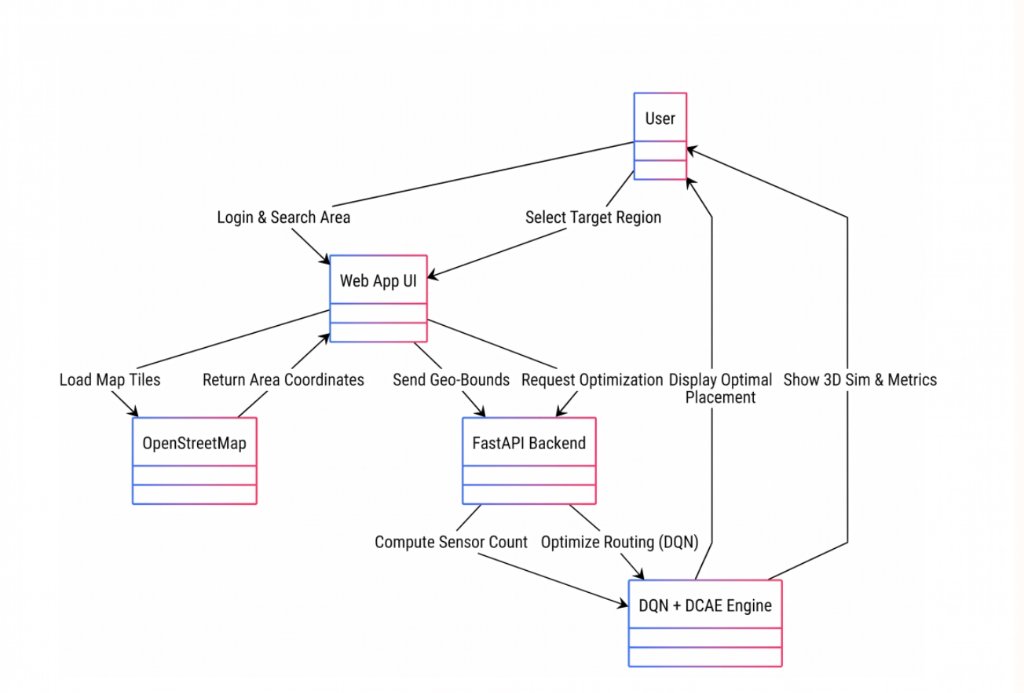 User
Login & Search Area
Select Target Region
Web App UI
Load Map Tiles
Return Area Coordinates
Send Geo-Bounds
Request Optimization
Display Optimal
Placement
Show 3D Sim & Metrics
OpenStreetMap
FastAPI Backend
Compute Sensor Count
Optimize Routing (DQN)
DQN + DCAE Engine